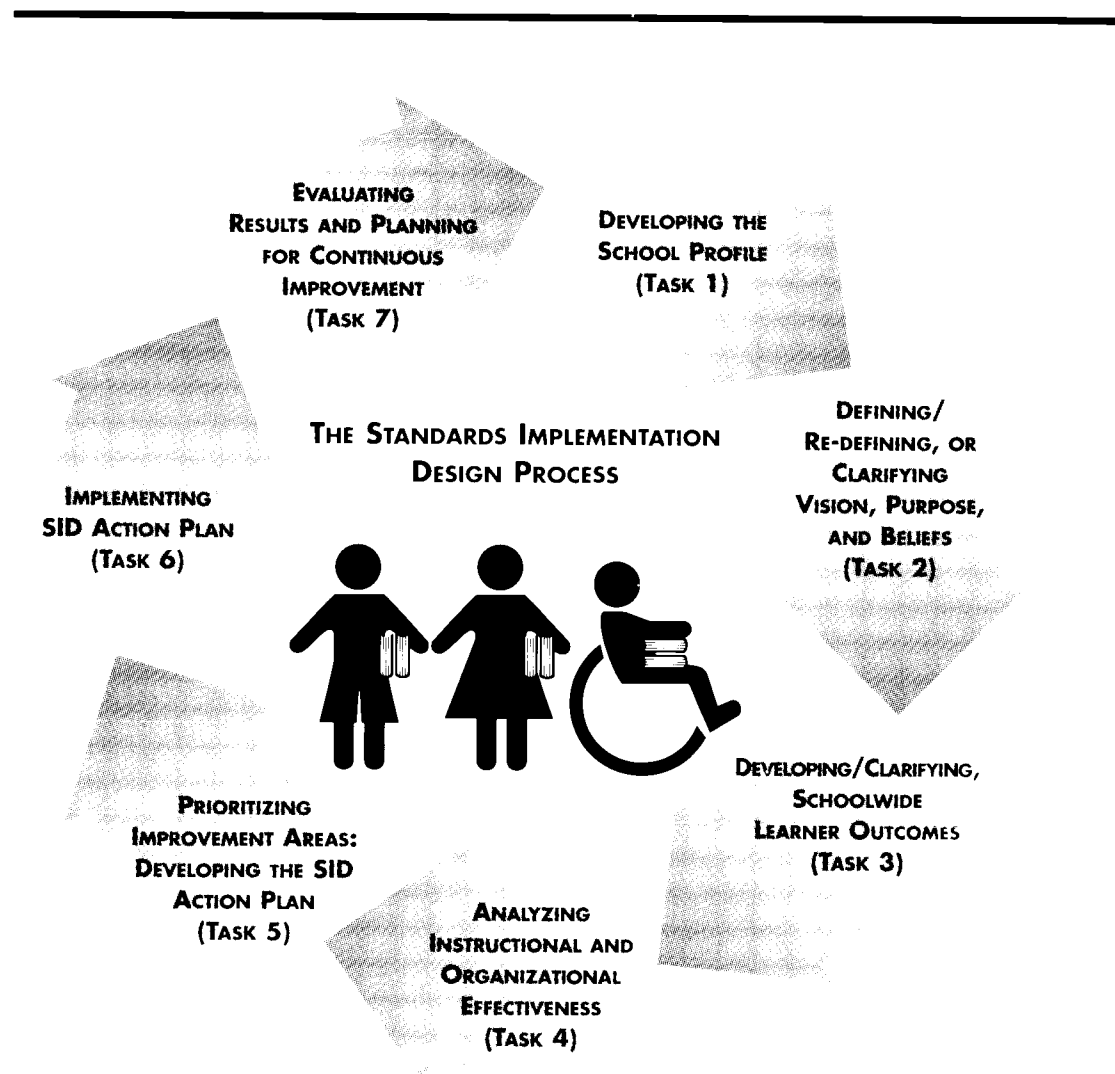 THE STANDARDS IMPLEMENTATION
DESIGN PROCESS
DEVELOPING THE
SCHOOL PROFILE
(TASK 1)
DEFINING/
RE-DEFINING, OR
CLARIFYING
VISION, PURPOSE,
AND BELIEFS
(TASK 2)
DEVELOPING/CLARIFYING,
SCHOOLWIDE
LEARNER OUTCOMES
(TASK 3)
ANALYZING
INSTRUCTIONAL AND
ORGANIZATIONAL
EFFECTIVENESS
(TASK 4)
PRIORITIZING
IMPROVEMENT AREAS:
DEVELOPING THE SID
ACTION PLAN
(TASK 5)
IMPLEMENTING
SID ACTION PLAN
(TASK 6)
EVALUATING
RESULTS AND PLANNING
FOR CONTINUOUS
IMPROVEMENT
(TASK 7)